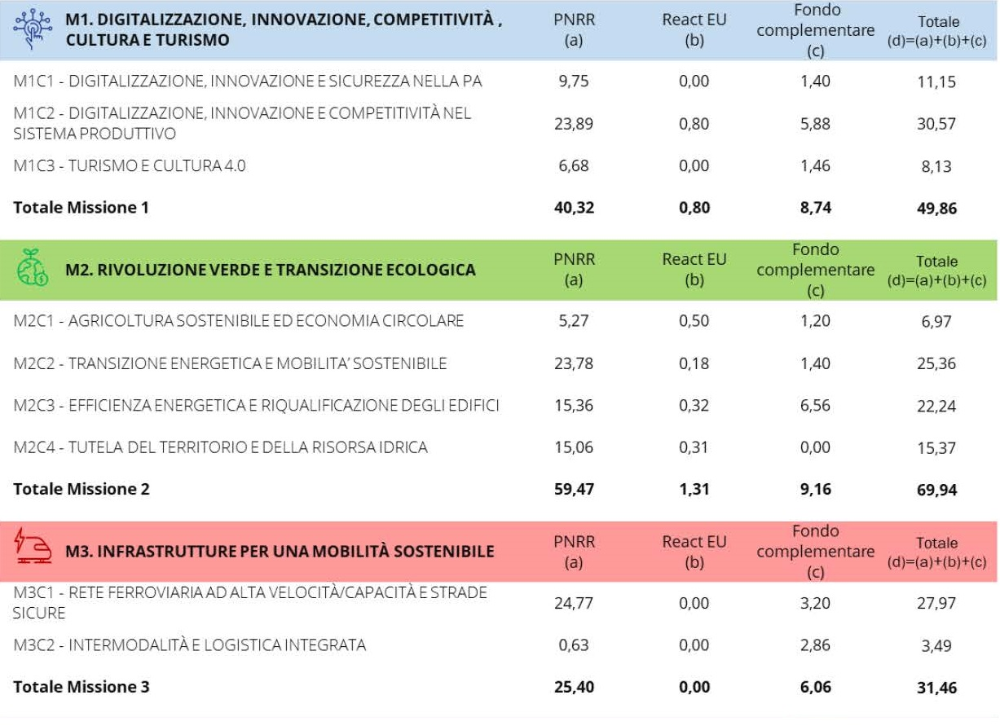 M1. DIGITALIZZAZIONE, INNOVAZIONE, COMPETITIVITÀ , CULTURA E TURISMO PNRR (a) React EU (b) Fondo complementare (c) Totale (d)=(a)+(b)+(c)
M1C1 - DIGITALIZZAZIONE, INNOVAZIONE E SICUREZZA NELLA PA 9,75 0,00 1,40 11,15
M1C2 - DIGITALIZZAZIONE, INNOVAZIONE E COMPETITIVITÀ NEL SISTEMA PRODUTTIVO 23,89 0,80 5,88 30,57
M1C3 - TURISMO E CULTURA 4.0 6,68 0,00 1,46 8,13
Totale Missione 1 40,32 0,80 8,74 49,86
M2. RIVOLUZIONE VERDE E TRANSIZIONE ECOLOGICA PNRR (a) React EU (b) Fondo complementare (c) Totale (d)=(a)+(b)+(c)
M2C1 - AGRICOLTURA SOSTENIBILE ED ECONOMIA CIRCOLARE 5,27 0,50 1,20 6,97
M2C2 - TRANSIZIONE ENERGETICA E MOBILITA’ SOSTENIBILE 23,78 0,18 1,40 25,36
M2C3 - EFFICIENZA ENERGETICA E RIQUALIFICAZIONE DEGLI EDIFICI 15,36 0,32 6,56 22,24
M2C4 - TUTELA DEL TERRITORIO E DELLA RISORSA IDRICA 15,06 0,31 0,00 15,37
Totale Missione 2 59,47 1,31 9,16 69,94
M3. INFRASTRUTTURE PER UNA MOBILITÀ SOSTENIBILE PNRR (a) React EU (b) Fondo complementare (c) Totale (d)=(a)+(b)+(c)
M3C1 - RETE FERROVIARIA AD ALTA VELOCITÀ/CAPACITÀ E STRADE SICURE 24,77 0,00 3,20 27,97
M3C2 - INTERMODALITÀ E LOGISTICA INTEGRATA 0,63 0,00 2,86 3,49
Totale Missione 3 25,40 0,00 6,06 31,46